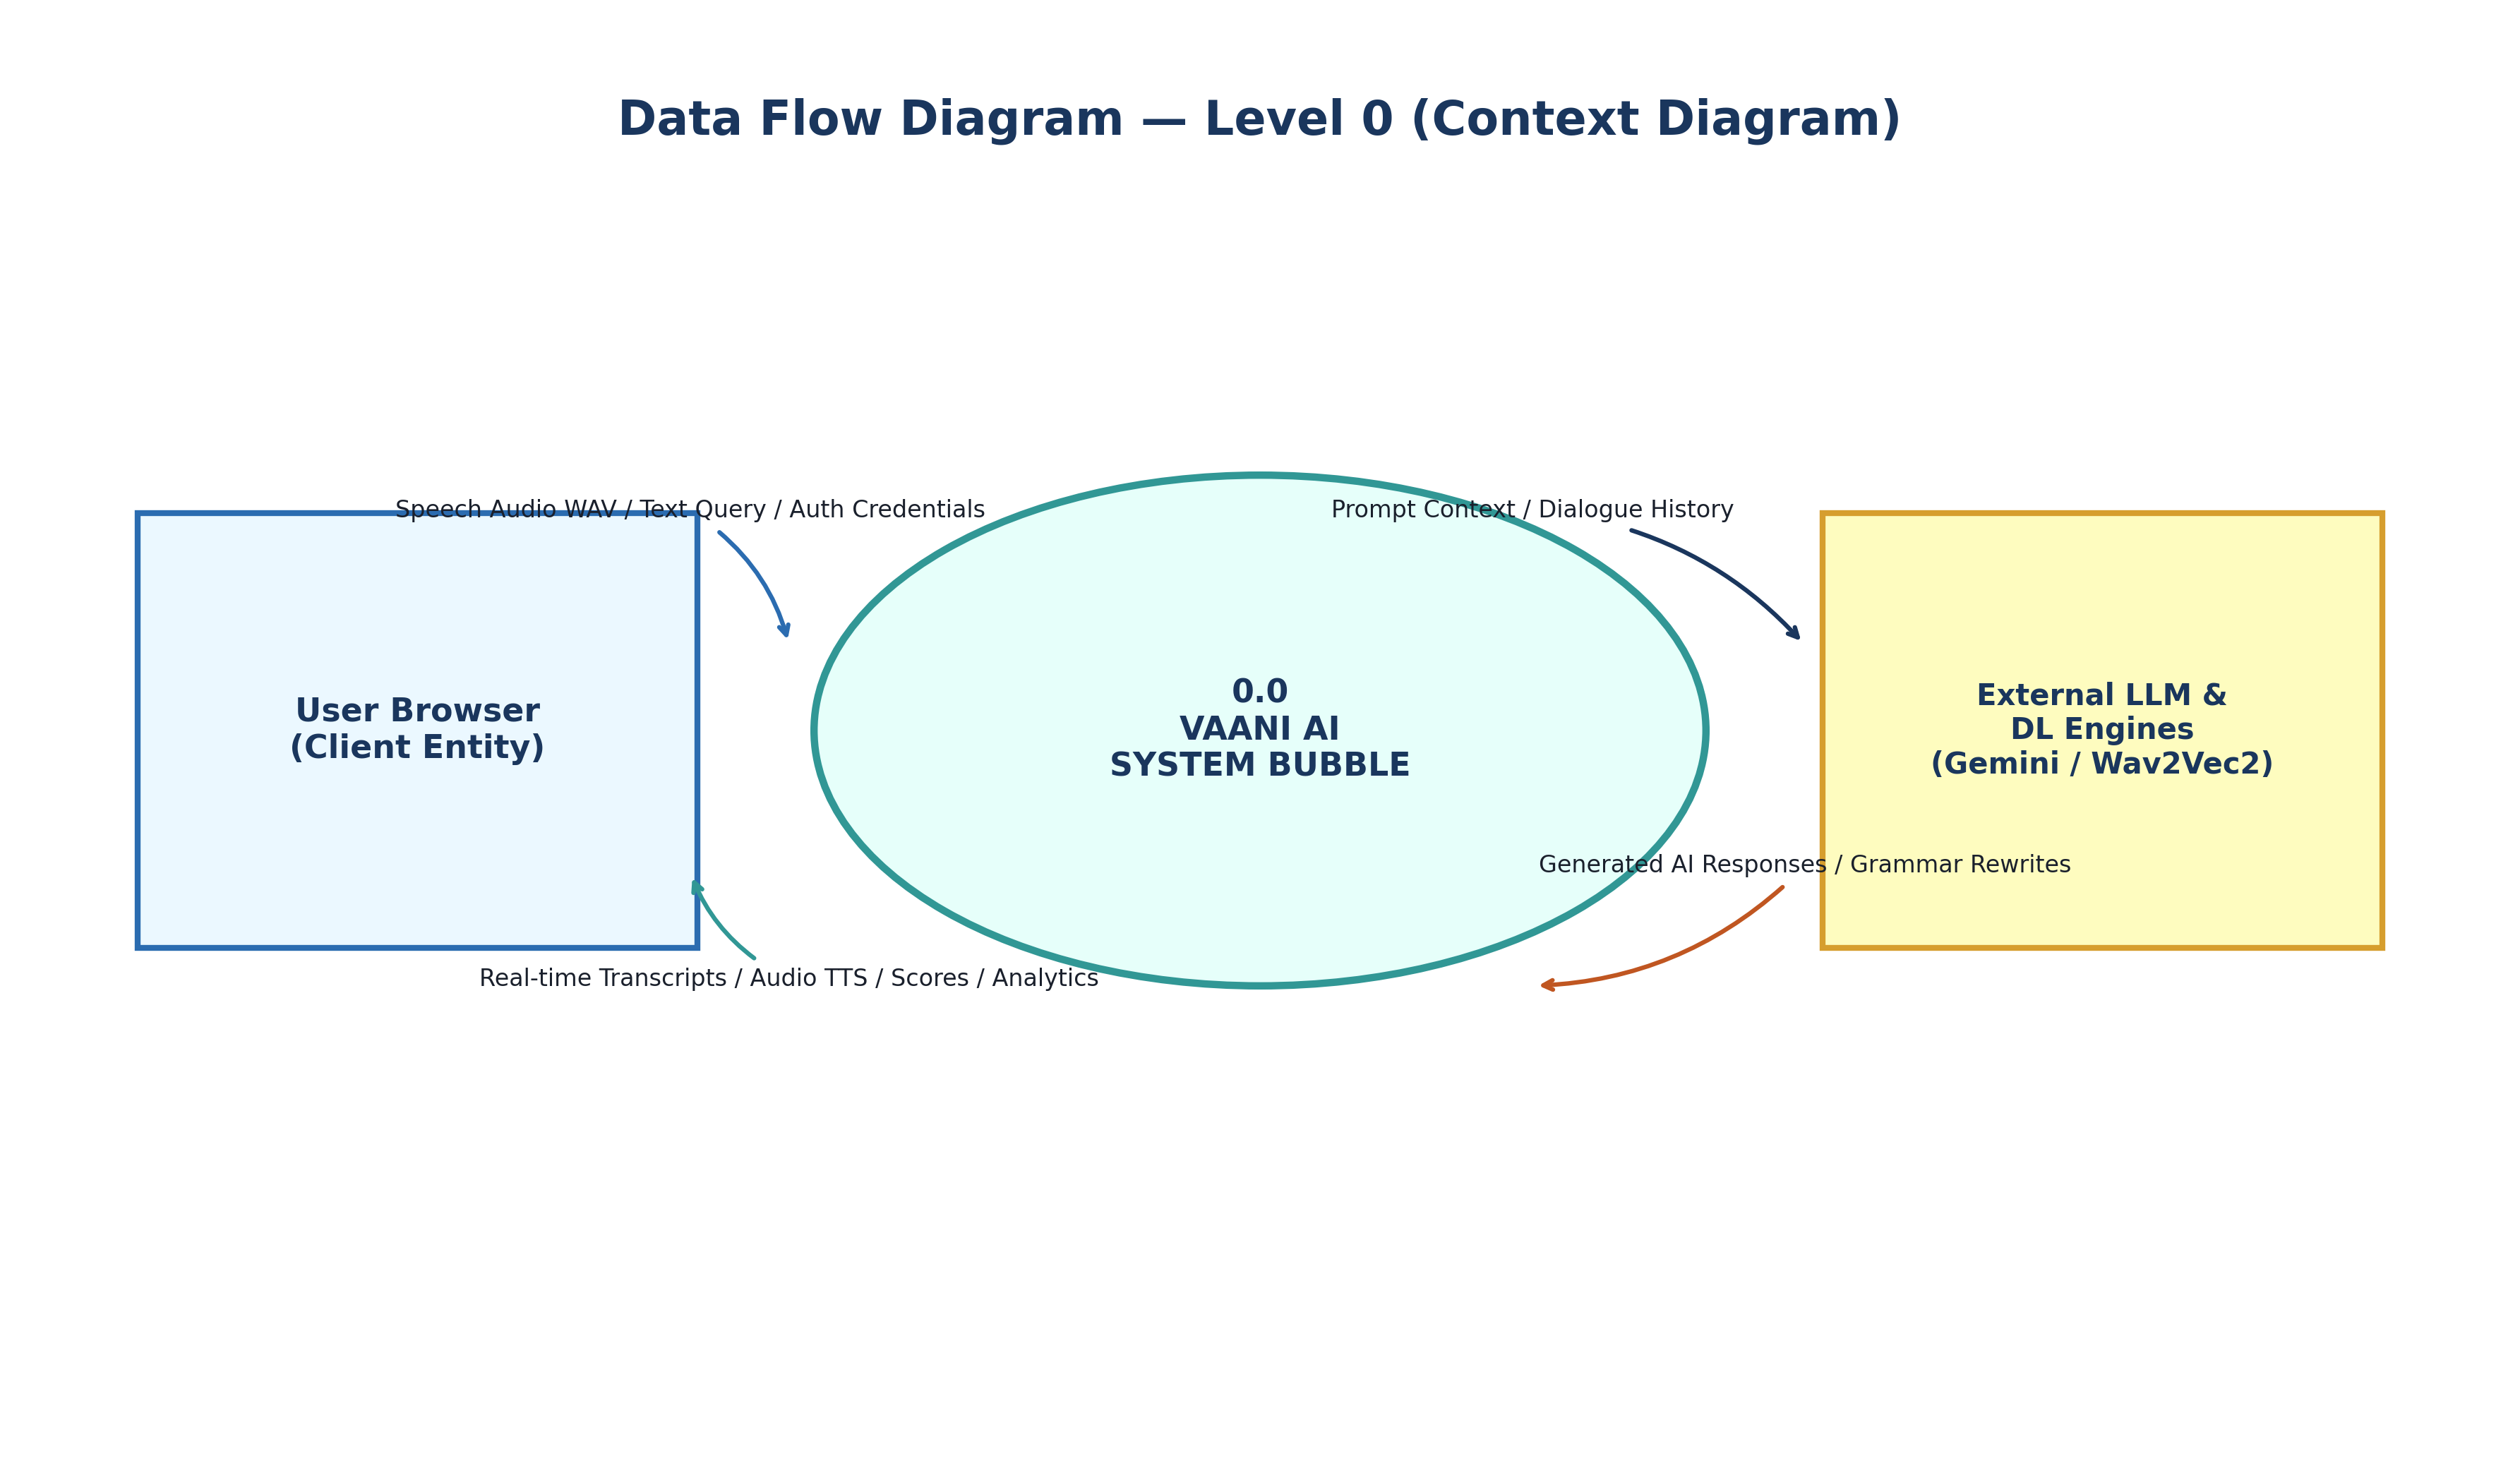 Data Flow Diagram — Level 0 (Context Diagram)
Speech Audio WAV / Text Query / Auth Credentials
Prompt Context / Dialogue History
User Browser
(Client Entity)
0.0
VAANI AI
SYSTEM BUBBLE
External LLM &
DL Engines
(Gemini / Wav2Vec2)
Generated AI Responses / Grammar Rewrites
Real-time Transcripts / Audio TTS / Scores / Analytics